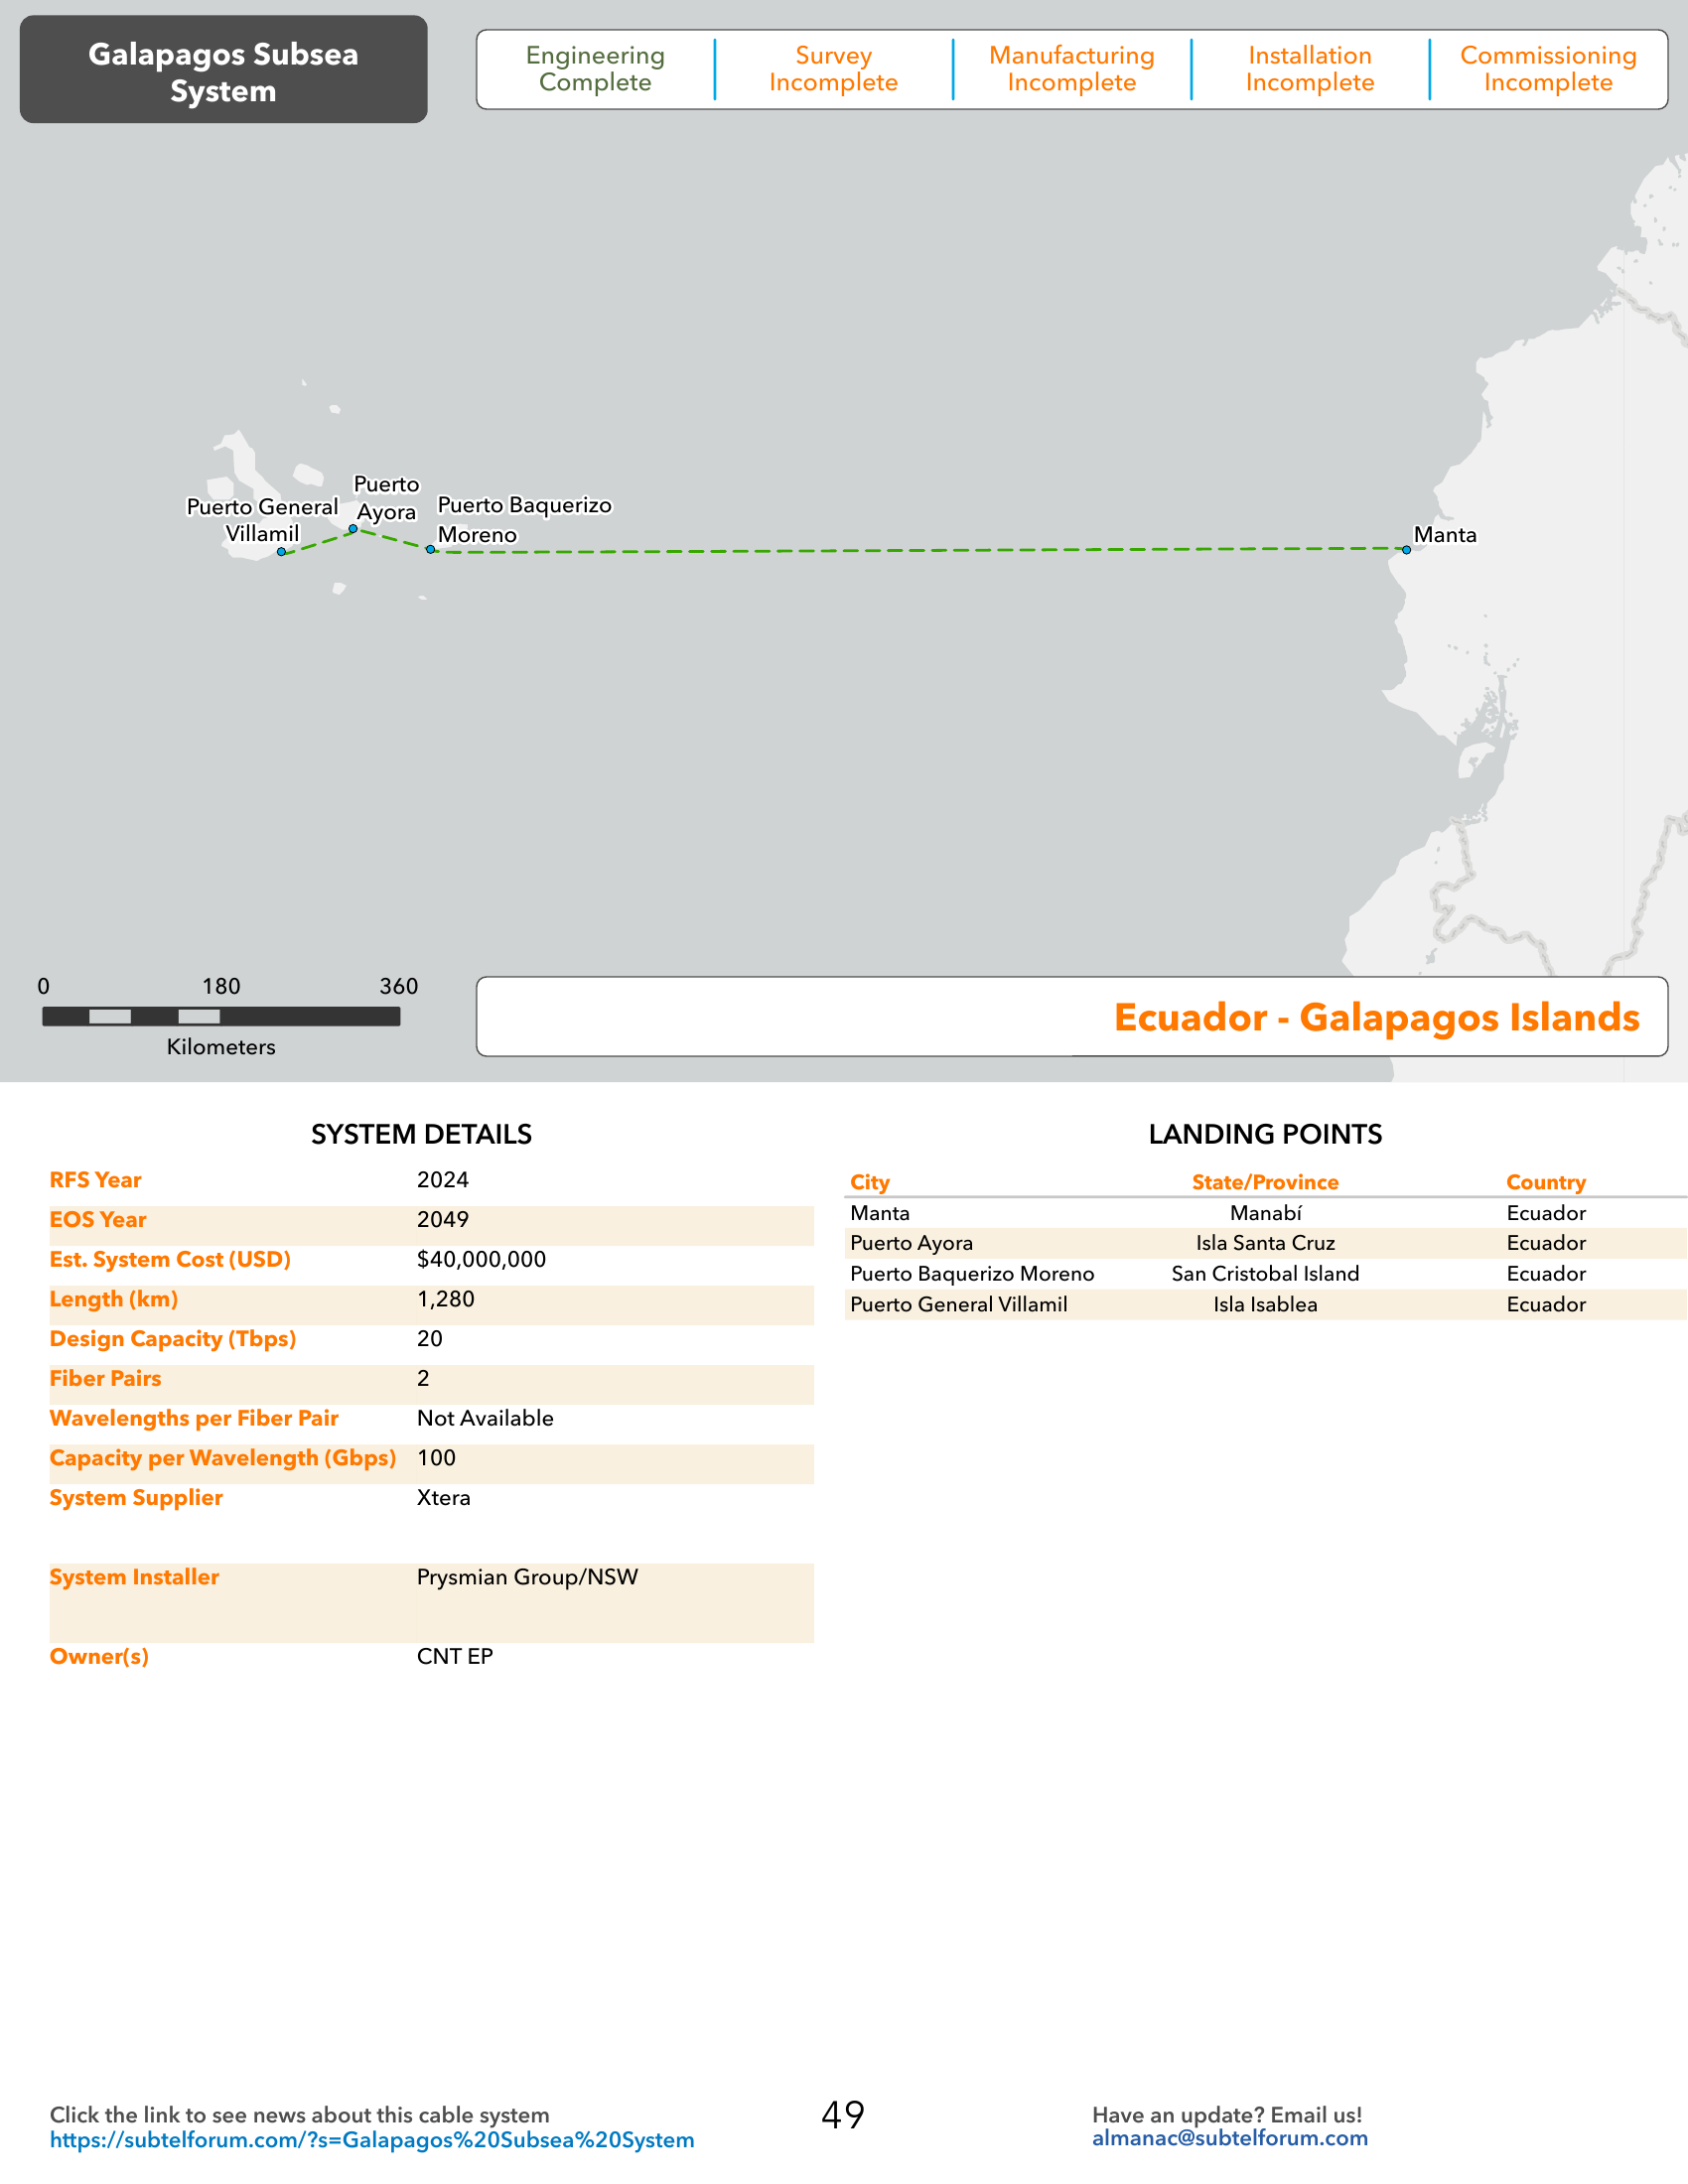 Galapagos Subsea
System
Engineering
Complete
Survey
Incomplete
Manufacturing
Incomplete
Installation
Incomplete
Commissioning
Incomplete
Puerto General
Villamil
Puerto
Ayora
Puerto Baquerizo
Moreno
Manta
0 180 360
Kilometers
Ecuador - Galapagos Islands
SYSTEM DETAILS
RFS Year 2024
EOS Year 2049
Est. System Cost (USD) $40,000,000
Length (km) 1,280
Design Capacity (Tbps) 20
Fiber Pairs 2
Wavelengths per Fiber Pair Not Available
Capacity per Wavelength (Gbps) 100
System Supplier Xtera
System Installer Prysmian Group/NSW
Owner(s) CNT EP
LANDING POINTS
City State/Province Country
Manta Manabí Ecuador
Puerto Ayora Isla Santa Cruz Ecuador
Puerto Baquerizo Moreno San Cristobal Island Ecuador
Puerto General Villamil Isla Isablea Ecuador
Click the link to see news about this cable system
https://subtelforum.com/?s=Galapagos%20Subsea%20System
49
Have an update? Email us!
almanac@subtelforum.com